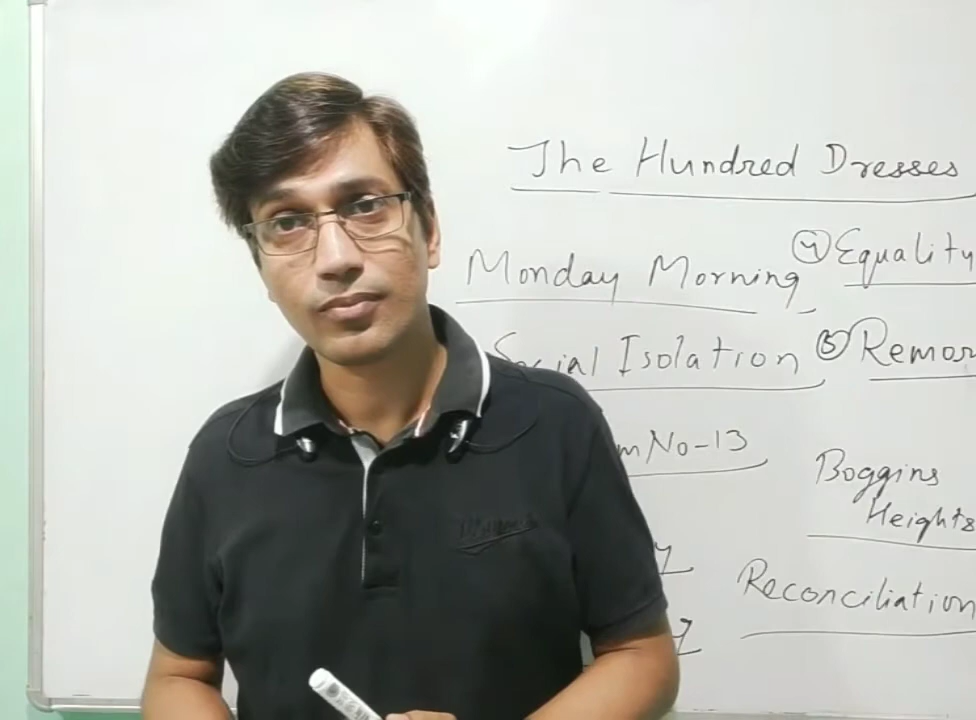 The Hundred Dresses
Monday Morning
④ Equality
Social Isolation
⑤ Remor
m No-13
Boggins
Heights
Reconciliation